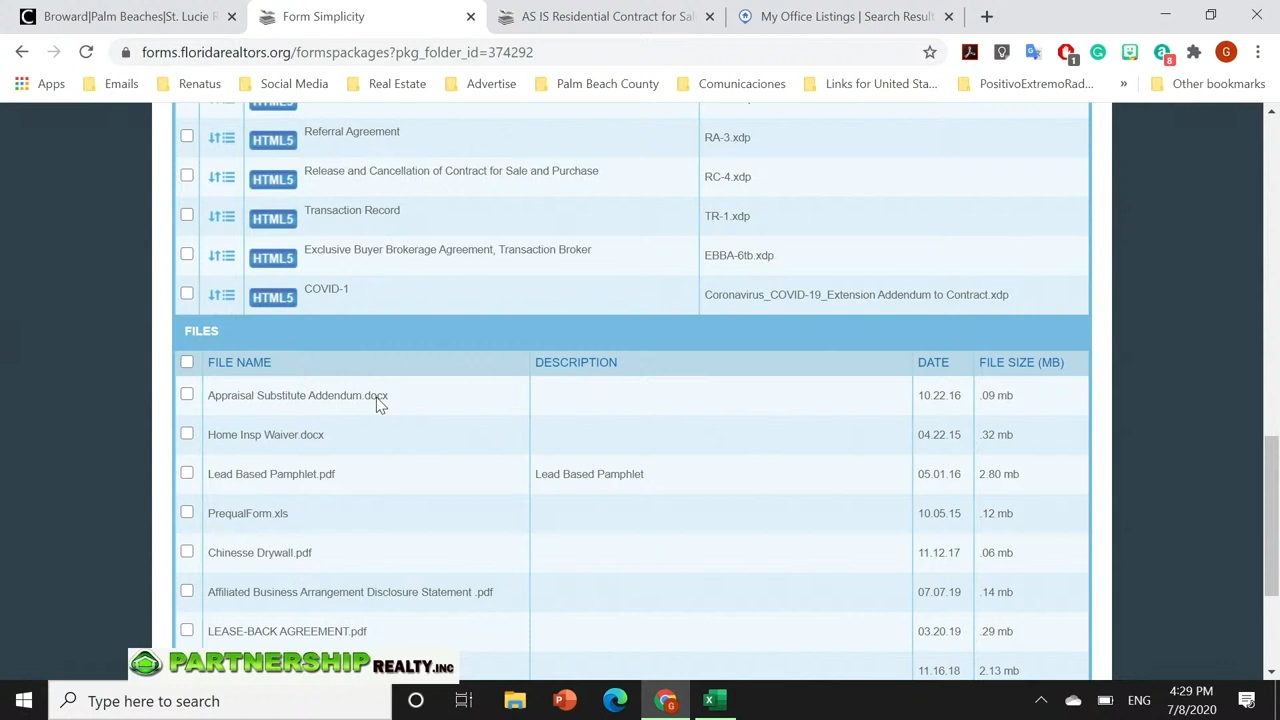 Broward|Palm Beaches|St. Lucie R
Form Simplicity
AS IS Residential Contract for Sal
My Office Listings | Search Result
forms.floridarealtors.org/formspackages?pkg_folder_id=374292
1
8
G
Apps
Emails
Renatus
Social Media
Real Estate
Advertise
Palm Beach County
Comunicaciones
Links for United Sta...
PositivoExtremoRad...
»
Other bookmarks
HTML5 Referral Agreement RA-3.xdp
HTML5 Release and Cancellation of Contract for Sale and Purchase RC-4.xdp
HTML5 Transaction Record TR-1.xdp
HTML5 Exclusive Buyer Brokerage Agreement, Transaction Broker EBBA-6tb.xdp
HTML5 COVID-1 Coronavirus_COVID-19_Extension Addendum to Contract.xdp
FILES
FILE NAME DESCRIPTION DATE FILE SIZE (MB)
Appraisal Substitute Addendum.docx 10.22.16 .09 mb
Home Insp Waiver.docx 04.22.15 .32 mb
Lead Based Pamphlet.pdf Lead Based Pamphlet 05.01.16 2.80 mb
PrequalForm.xls 10.05.15 .12 mb
Chinesse Drywall.pdf 11.12.17 .06 mb
Affiliated Business Arrangement Disclosure Statement .pdf 07.07.19 .14 mb
LEASE-BACK AGREEMENT.pdf 03.20.19 .29 mb
11.16.18 2.13 mb
PARTNERSHIP REALTY.INC
Type here to search
ENG
4:29 PM
7/8/2020